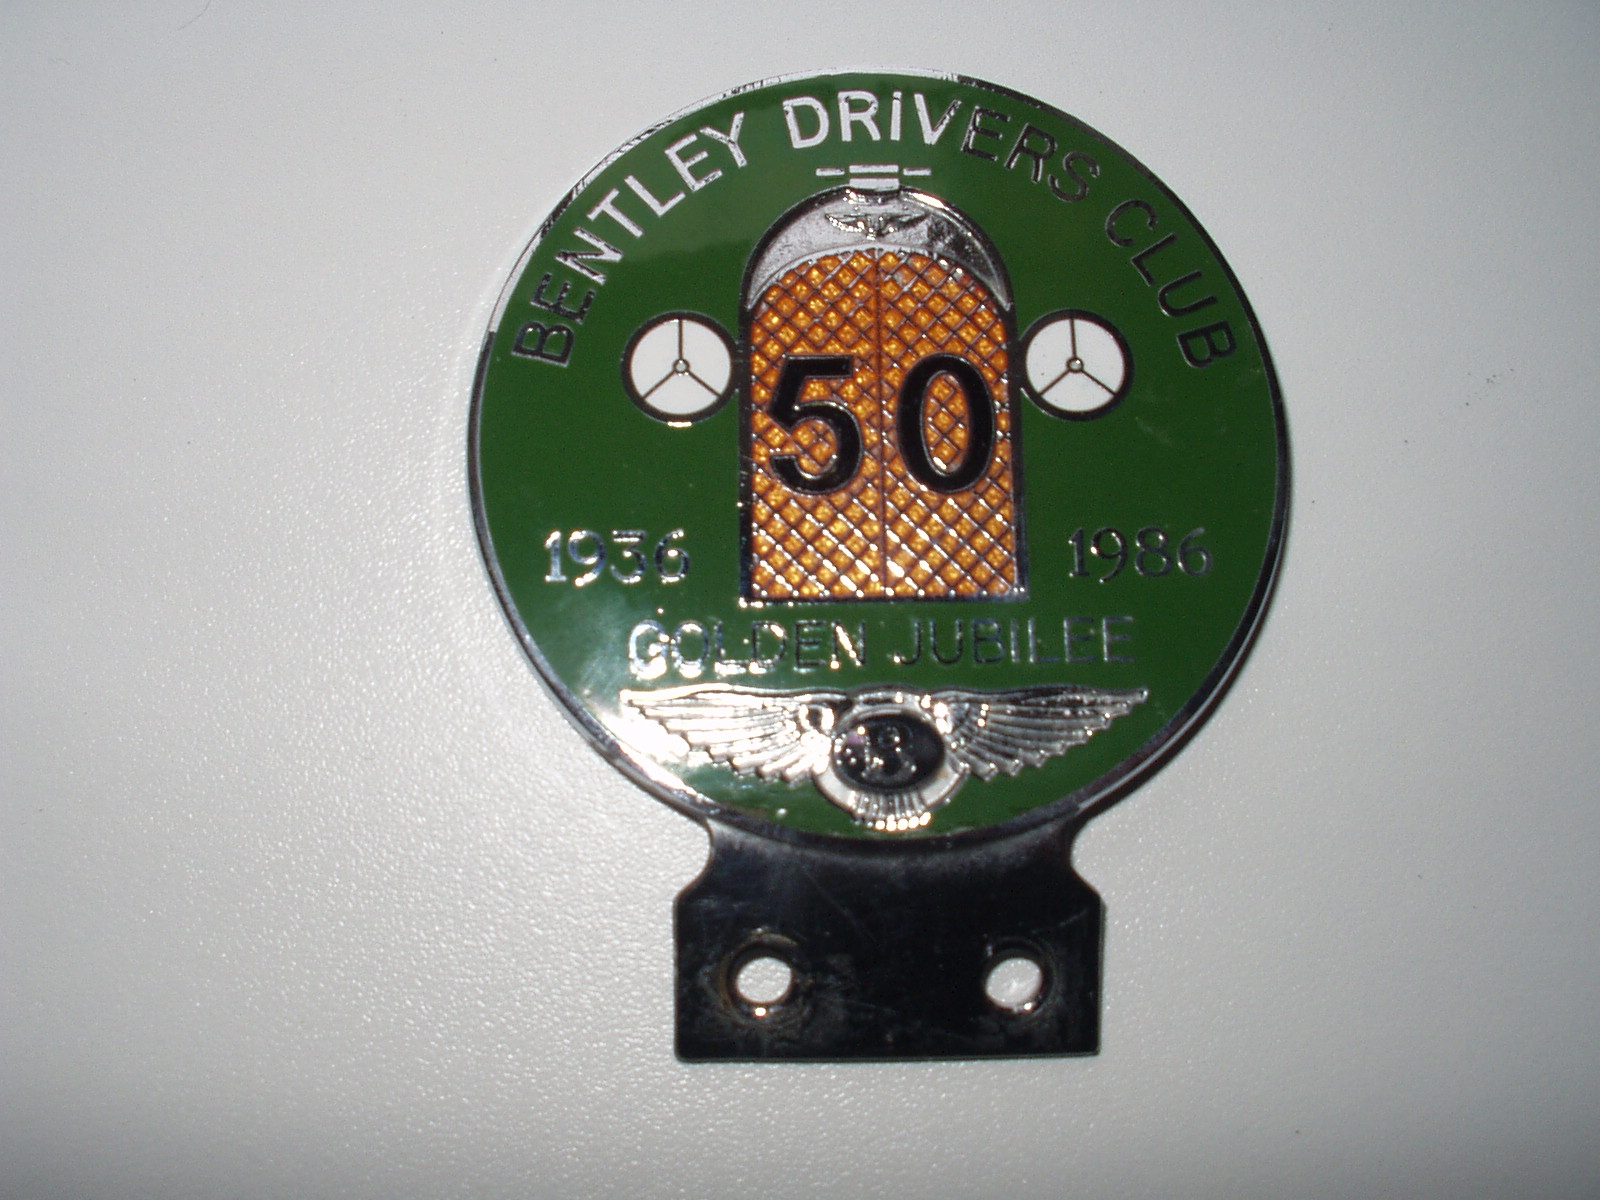 BENTLEY DRiVERS CLUB
50
1936 1986
GOLDEN JUBILEE
B